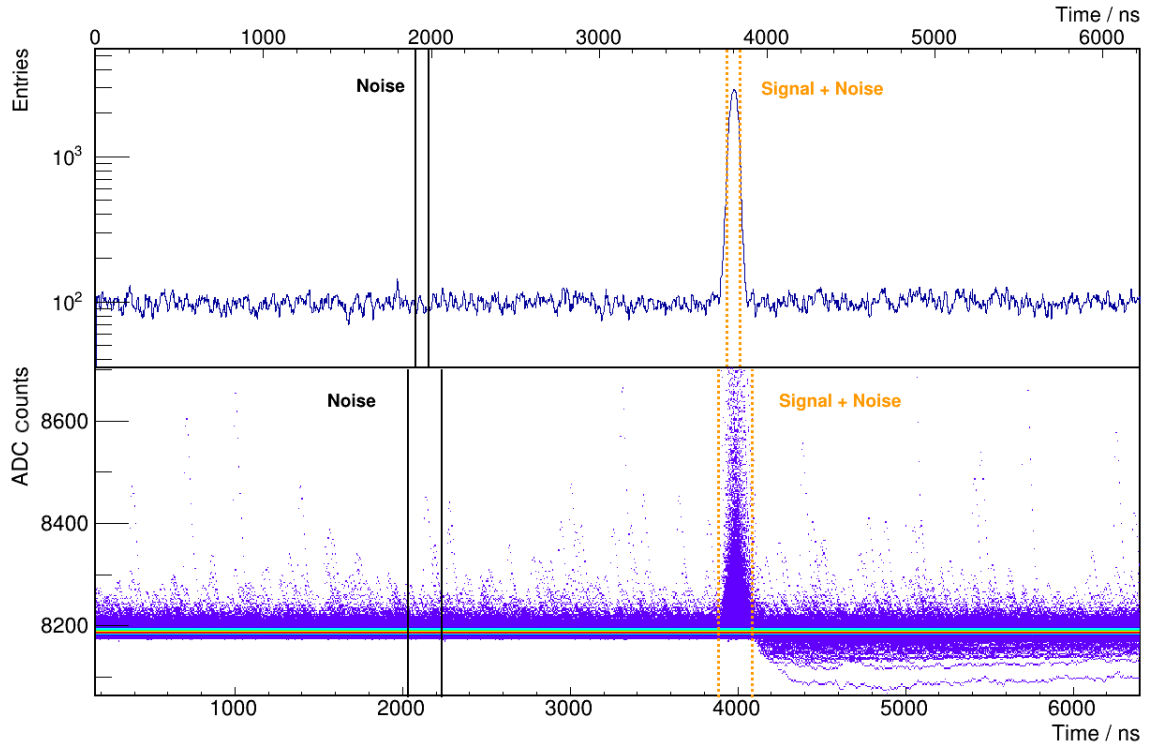 Time / ns
0 1000 2000 3000 4000 5000 6000
Entries
Noise
Signal + Noise
10³
10²
ADC counts
Noise
Signal + Noise
8600
8400
8200
1000 2000 3000 4000 5000 6000
Time / ns